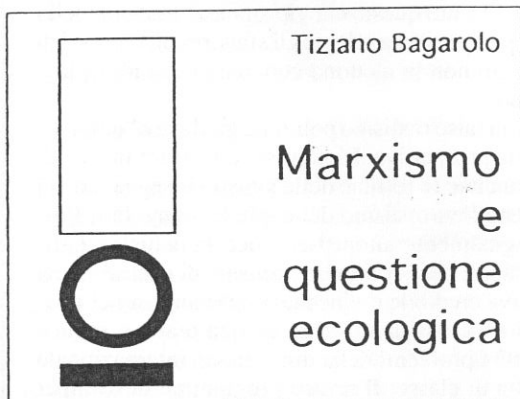 Tiziano Bagarolo
Marxismo
e
questione
ecologica